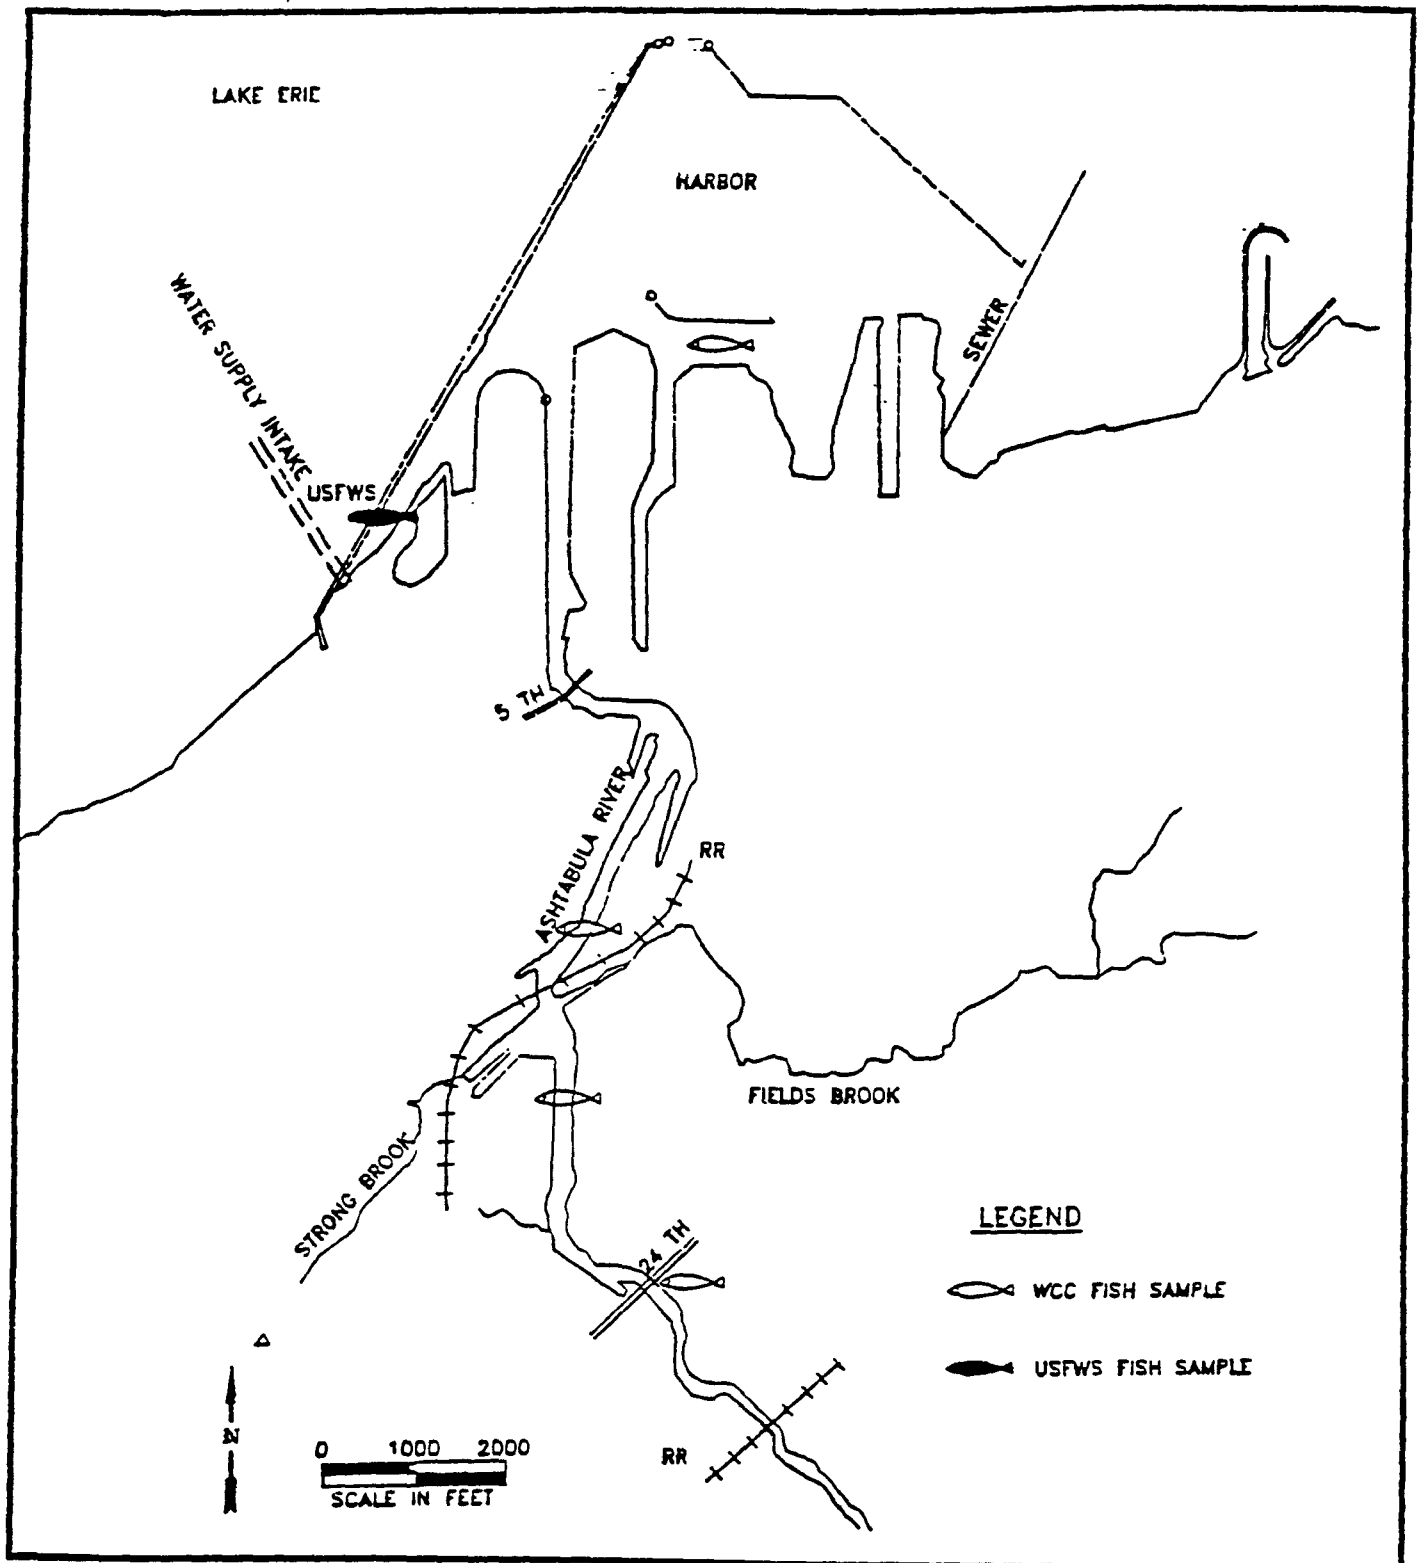 LAKE ERIE
HARBOR
WATER SUPPLY INTAKE
SEWER
USFWS
5 TH
ASHTABULA RIVER
RR
FIELDS BROOK
STRONG BROOK
24 TH
LEGEND
WCC FISH SAMPLE
USFWS FISH SAMPLE
N
RR
0 1000 2000
SCALE IN FEET